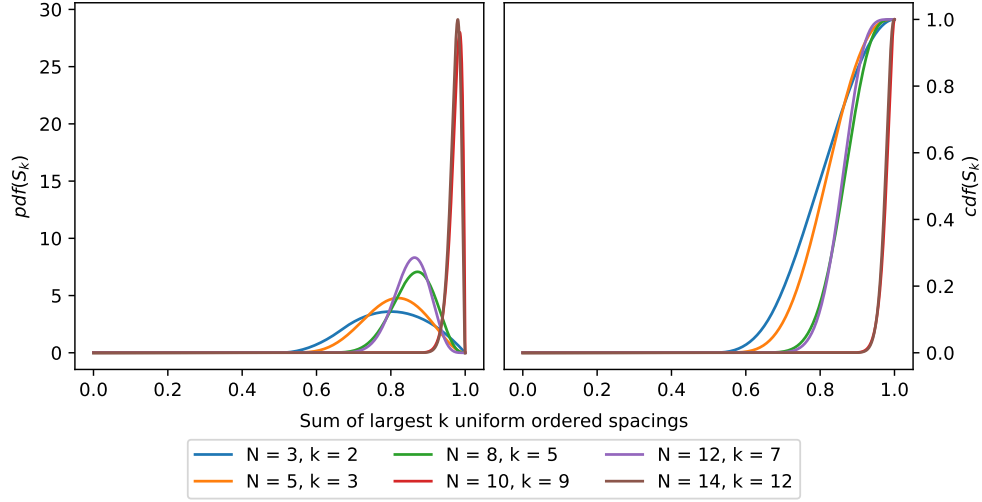 30
25
20
15
10
5
0
pdf(S_k)
0.0 0.2 0.4 0.6 0.8 1.0
0.0 0.2 0.4 0.6 0.8 1.0
1.0
0.8
0.6
0.4
0.2
0.0
cdf(S_k)
Sum of largest k uniform ordered spacings
N = 3, k = 2 N = 8, k = 5 N = 12, k = 7
N = 5, k = 3 N = 10, k = 9 N = 14, k = 12